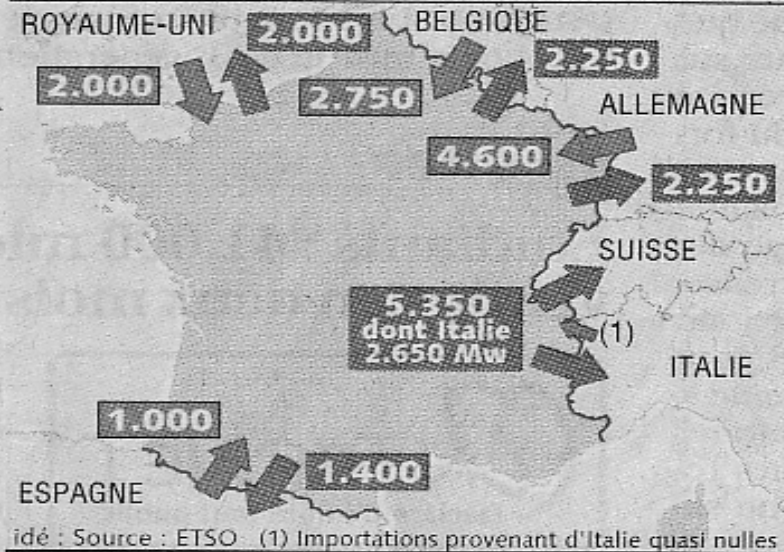 ROYAUME-UNI
2.000
BELGIQUE
2.000
2.750
2.250
ALLEMAGNE
4.600
2.250
SUISSE
5.350
dont Italie
2.650 Mw
(1)
ITALIE
1.000
1.400
ESPAGNE
idé : Source : ETSO (1) Importations provenant d'Italie quasi nulles